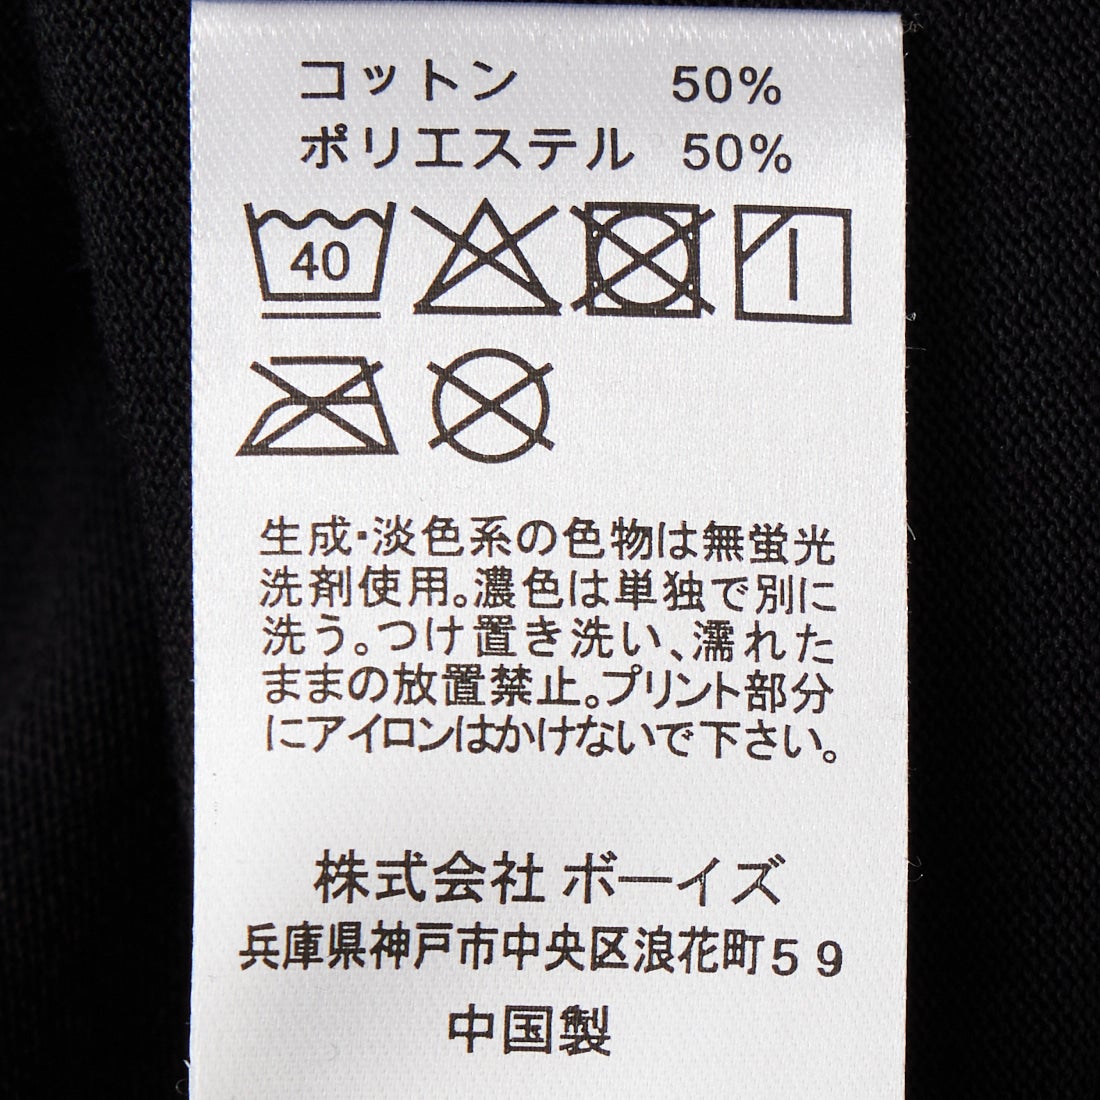 コットン 50%
ポリエステル 50%
40
生成・淡色系の色物は無蛍光
洗剤使用。濃色は単独で別に
洗う。つけ置き洗い、濡れた
ままの放置禁止。プリント部分
にアイロンはかけないで下さい。
株式会社 ボーイズ
兵庫県神戸市中央区浪花町59
中国製